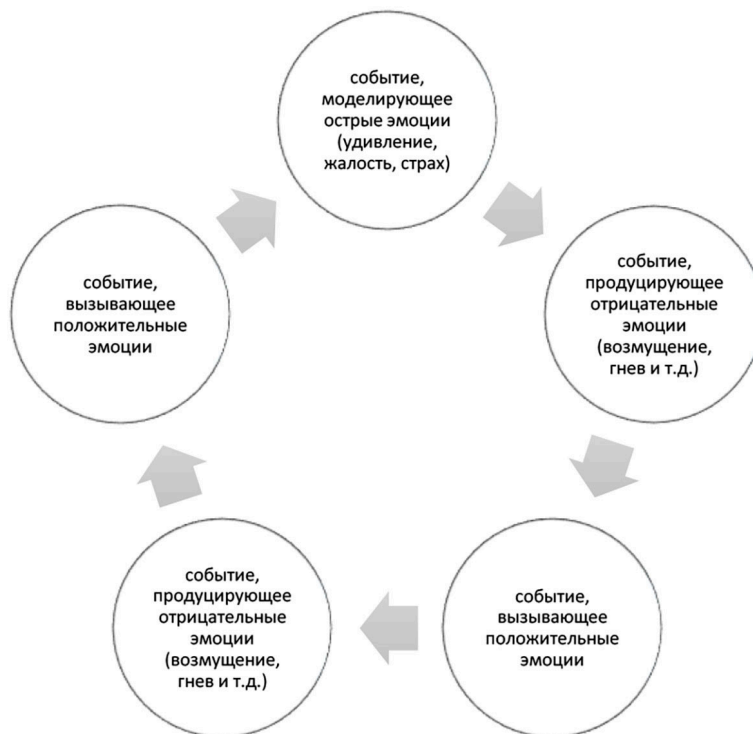 событие,
моделирующее
острые эмоции
(удивление,
жалость, страх)
событие,
продуцирующее
отрицательные
эмоции
(возмущение,
гнев и т.д.)
событие,
вызывающее
положительные
эмоции
событие,
продуцирующее
отрицательные
эмоции
(возмущение,
гнев и т.д.)
событие,
вызывающее
положительные
эмоции